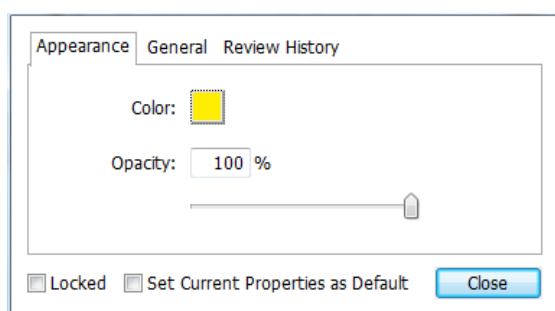 Appearance General Review History
Color:
Opacity: 100 %
Locked Set Current Properties as Default Close